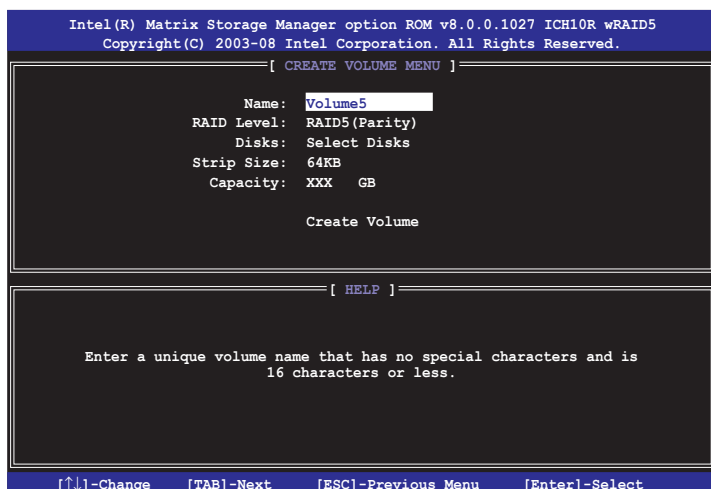 Intel(R) Matrix Storage Manager option ROM v8.0.0.1027 ICH10R wRAID5
Copyright(C) 2003-08 Intel Corporation. All Rights Reserved.
[ CREATE VOLUME MENU ]
Name: Volume5
RAID Level: RAID5(Parity)
Disks: Select Disks
Strip Size: 64KB
Capacity: XXX GB
Create Volume
[ HELP ]
Enter a unique volume name that has no special characters and is
16 characters or less.
[↑↓]-Change [TAB]-Next [ESC]-Previous Menu [Enter]-Select